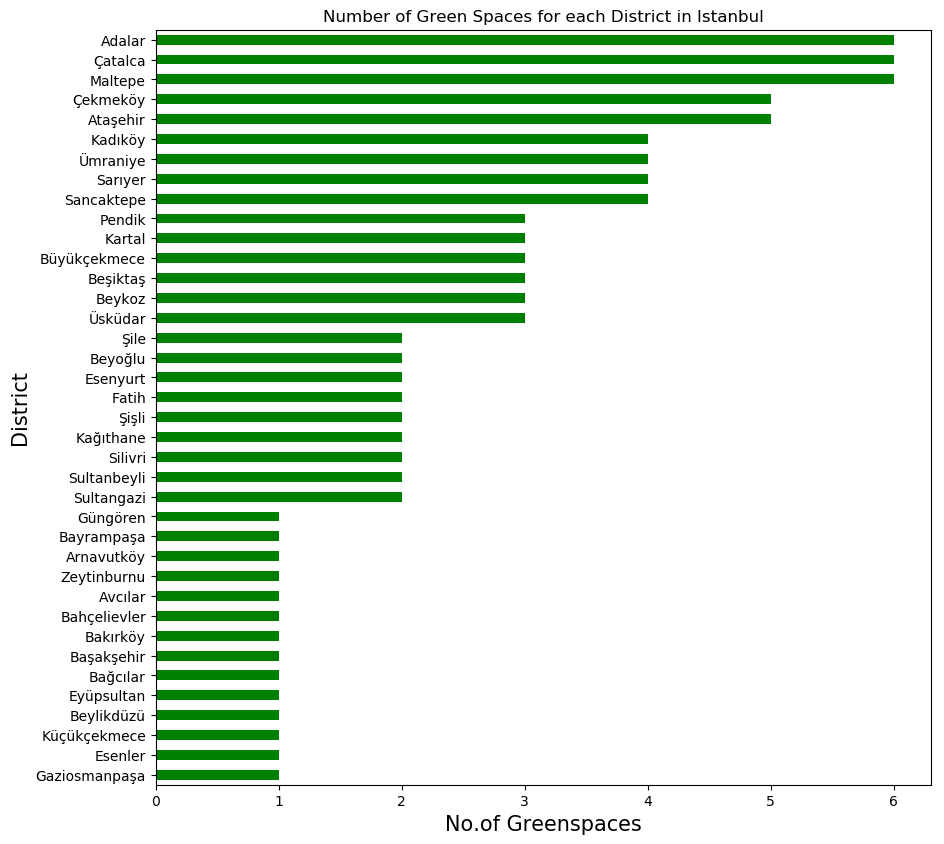 Number of Green Spaces for each District in Istanbul
Adalar
Çatalca
Maltepe
Çekmeköy
Ataşehir
Kadıköy
Ümraniye
Sarıyer
Sancaktepe
Pendik
Kartal
Büyükçekmece
Beşiktaş
Beykoz
Üsküdar
Şile
Beyoğlu
Esenyurt
Fatih
Şişli
Kağıthane
Silivri
Sultanbeyli
Sultangazi
Güngören
Bayrampaşa
Arnavutköy
Zeytinburnu
Avcılar
Bahçelievler
Bakırköy
Başakşehir
Bağcılar
Eyüpsultan
Beylikdüzü
Küçükçekmece
Esenler
Gaziosmanpaşa
District
0 1 2 3 4 5 6
No.of Greenspaces